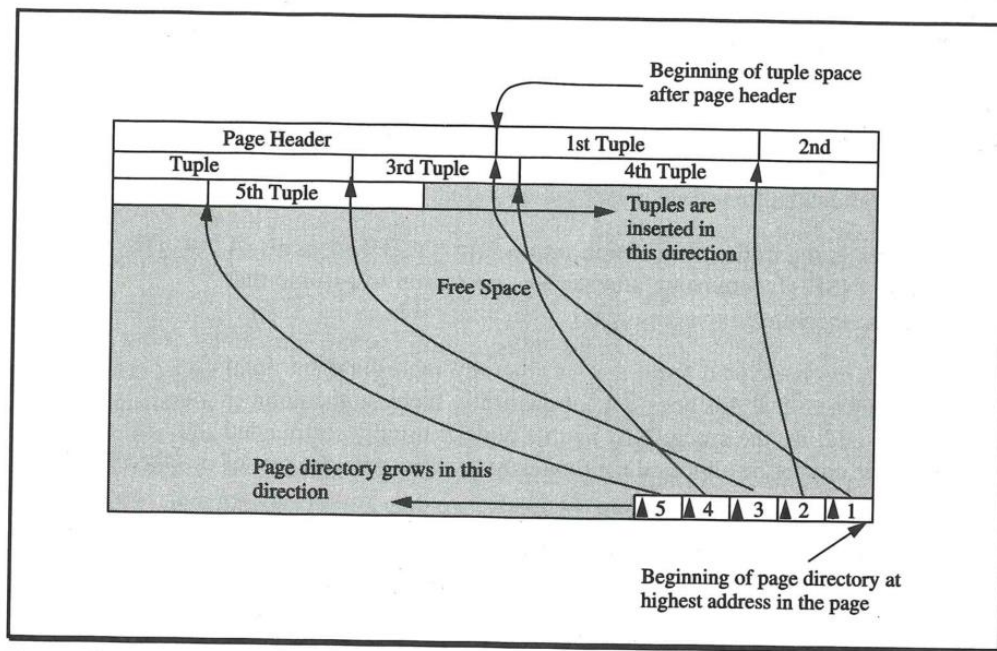 Beginning of tuple space
after page header
Page Header
1st Tuple
2nd
Tuple
3rd Tuple
4th Tuple
5th Tuple
Tuples are
inserted in
this direction
Free Space
Page directory grows in this
direction
5
4
3
2
1
Beginning of page directory at
highest address in the page